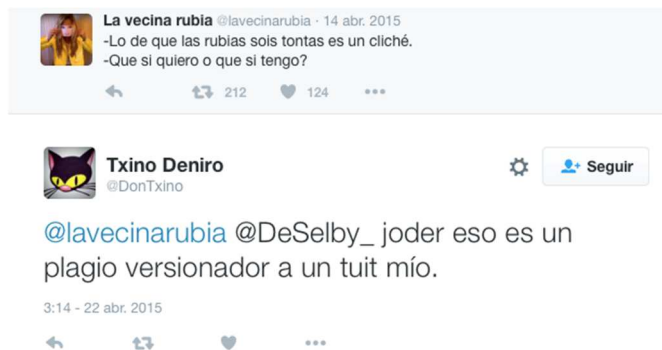 La vecina rubia @lavecinarubia · 14 abr. 2015
-Lo de que las rubias sois tontas es un cliché.
-Que si quiero o que si tengo?
212 124
Txino Deniro
Seguir
@DonTxino
@lavecinarubia @DeSelby_ joder eso es un
plagio versionador a un tuit mío.
3:14 - 22 abr. 2015